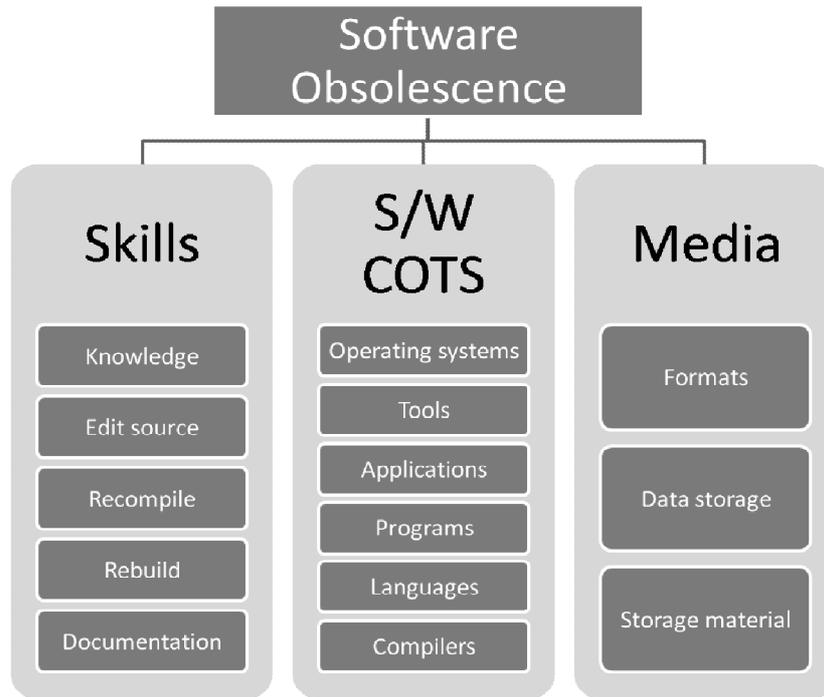 Software
Obsolescence
Skills
Knowledge
Edit source
Recompile
Rebuild
Documentation
S/W
COTS
Operating systems
Tools
Applications
Programs
Languages
Compilers
Media
Formats
Data storage
Storage material